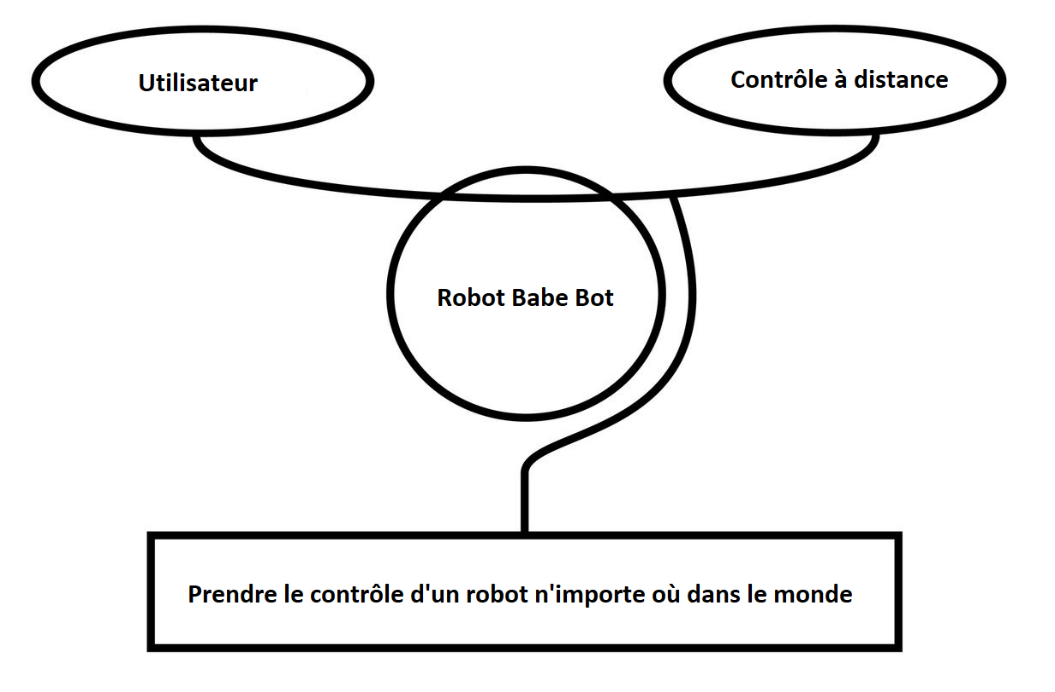 Utilisateur
Contrôle à distance
Robot Babe Bot
Prendre le contrôle d'un robot n'importe où dans le monde